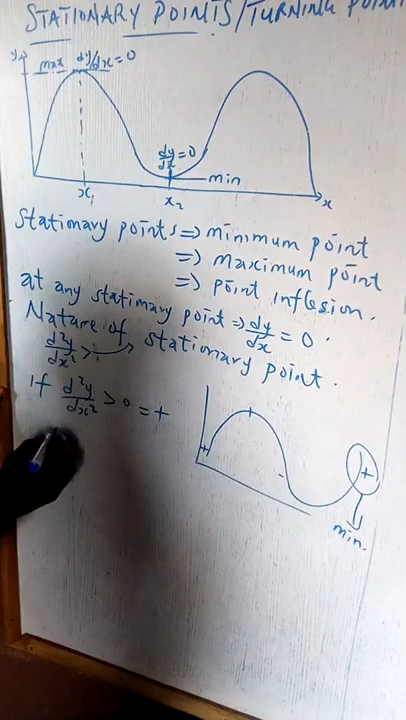 STATIONARY POINTS/TURNING POIN
y
max dy/dx = 0
dy/dx = 0
min
x₁
x₂
x
Stationary points => minimum point
=> maximum point
=> point inflesion.
at any stationary point => dy/dx = 0.
Nature of stationary point.
d²y/dx² >
If d²y/dx² > 0 = +
+
+
min.